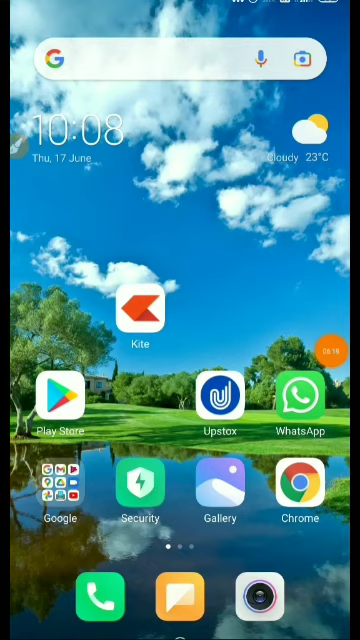 10:08
Thu, 17 June
Cloudy 23°C
Kite
Play Store
Upstox
WhatsApp
Google
Security
Gallery
Chrome